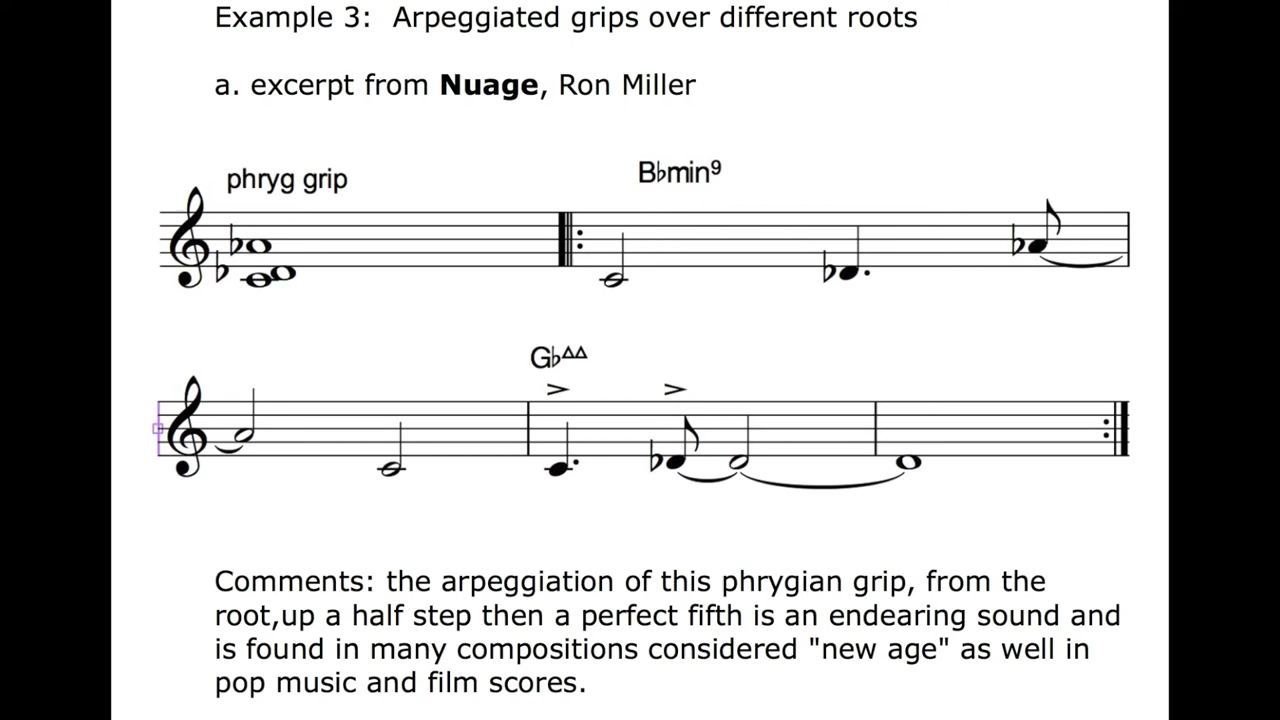 Example 3:  Arpeggiated grips over different roots
a. excerpt from Nuage, Ron Miller
phryg grip
B♭min⁹
G♭△△
Comments: the arpeggiation of this phrygian grip, from the
root,up a half step then a perfect fifth is an endearing sound and
is found in many compositions considered "new age" as well in
pop music and film scores.